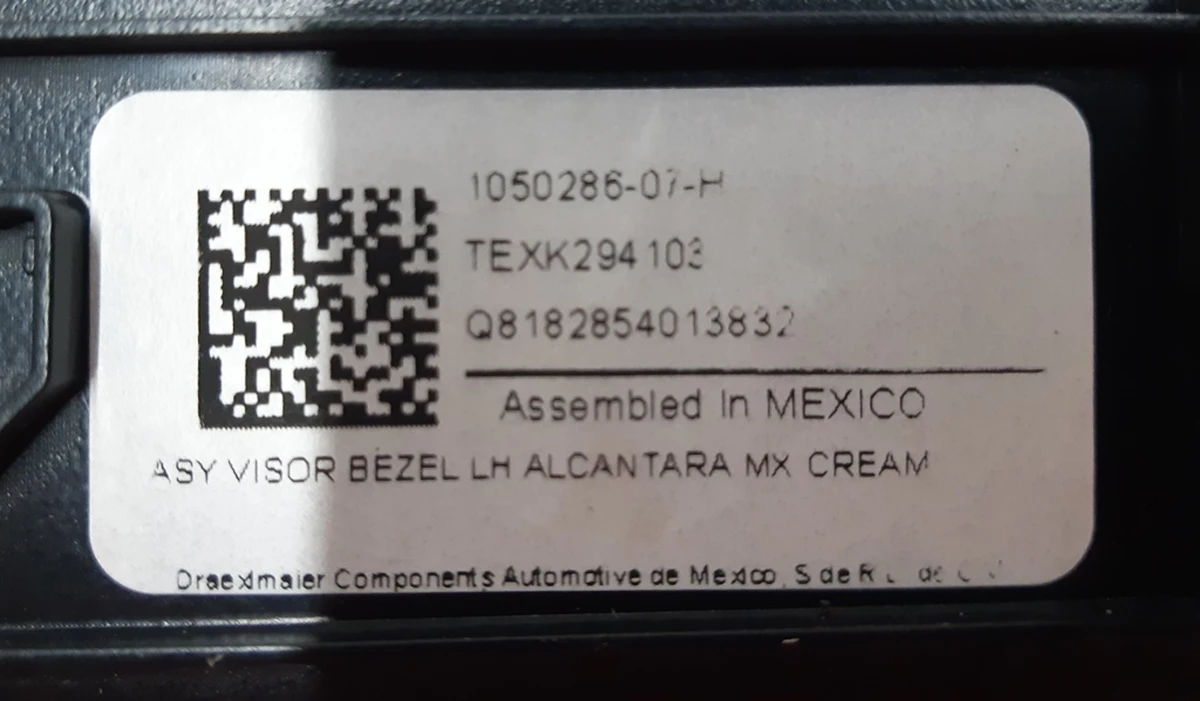 1050286-07-H
TEXK294103
Q8182854013832
Assembled In MEXICO
ASY VISOR BEZEL LH ALCANTARA MX CREAM
Draexlmaier Components Automotive de Mexico, S de R L de